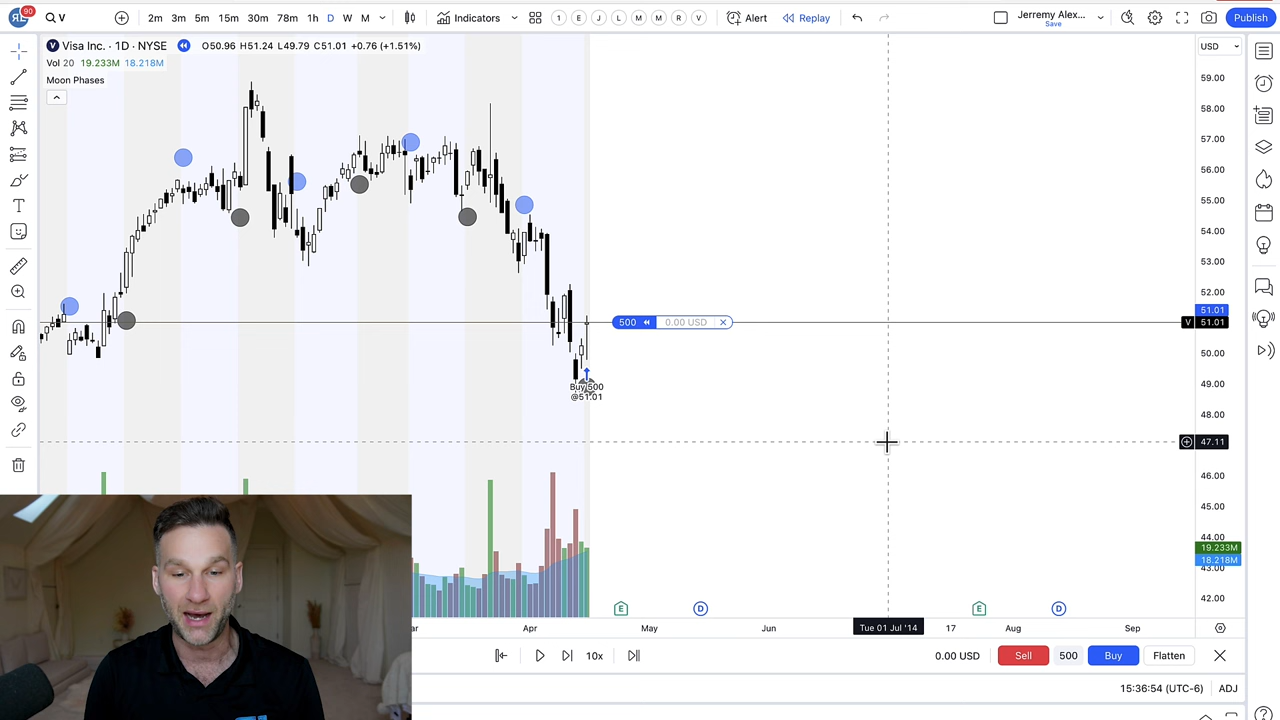 RL 90 V 2m 3m 5m 15m 30m 78m 1h D W M Indicators 1 E J L M M R V Alert Replay Jerremy Alex... Save Publish
V Visa Inc. · 1D · NYSE O50.96 H51.24 L49.79 C51.01 +0.76 (+1.51%) USD
Vol 20 19.233M 18.218M
Moon Phases
59.00
58.00
57.00
56.00
55.00
54.00
53.00
52.00
51.01
500 0.00 USD V 51.01
50.00
49.00
Buy 500
@51.01
48.00
47.11
46.00
45.00
44.00
19.233M
18.218M
43.00
42.00
E D E D
ar Apr May Jun Tue 01 Jul '14 17 Aug Sep
10x 0.00 USD Sell 500 Buy Flatten
15:36:54 (UTC-6) ADJ